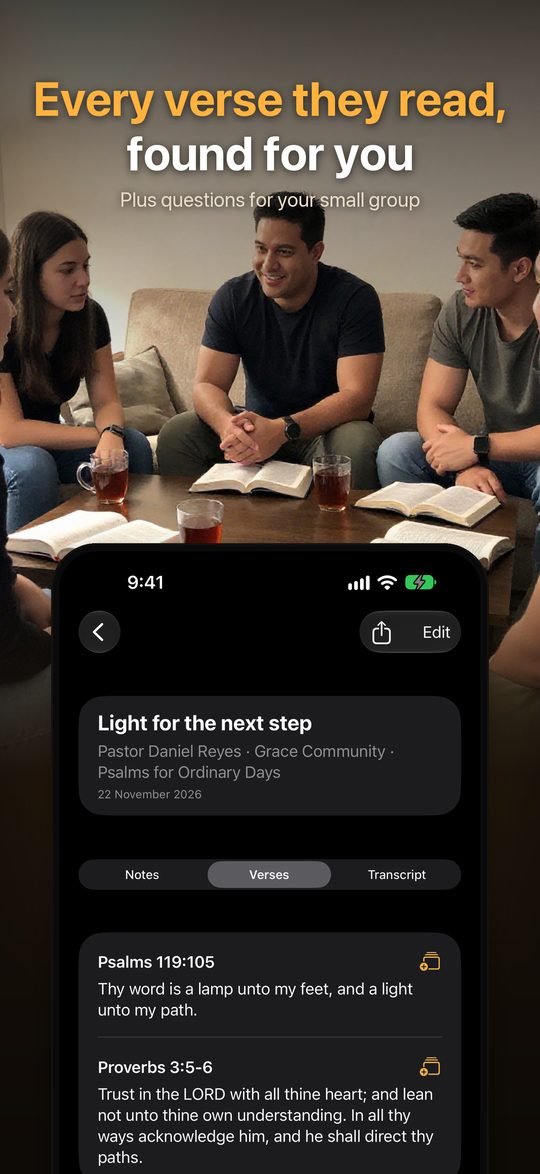 Every verse they read,
found for you
Plus questions for your small group
9:41
Edit
Light for the next step
Pastor Daniel Reyes · Grace Community ·
Psalms for Ordinary Days
22 November 2026
Notes
Verses
Transcript
Psalms 119:105
Thy word is a lamp unto my feet, and a light
unto my path.
Proverbs 3:5-6
Trust in the LORD with all thine heart; and lean
not unto thine own understanding. In all thy
ways acknowledge him, and he shall direct thy
paths.